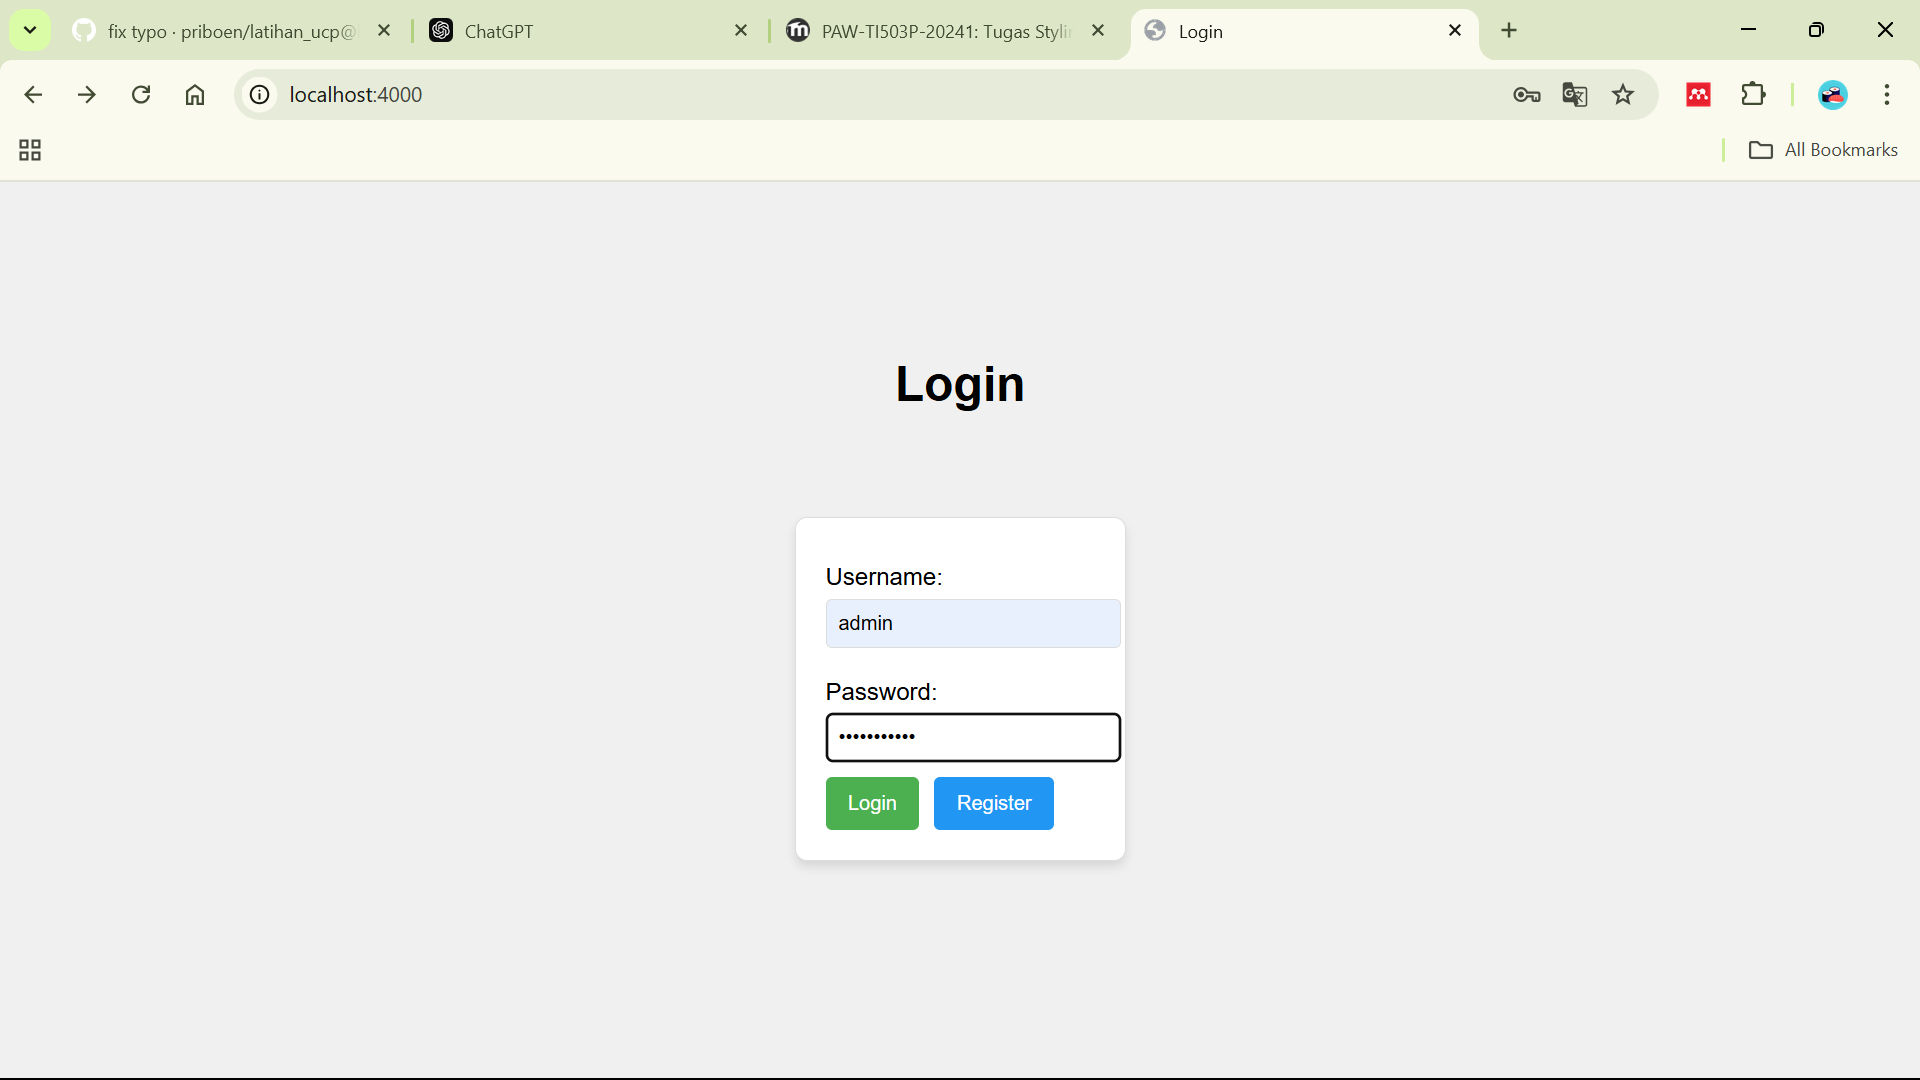 fix typo · priboen/latihan_ucp@
ChatGPT
PAW-TI503P-20241: Tugas Styli
Login
localhost:4000
All Bookmarks
Login
Username:
admin
Password:
•••••••••••
Login
Register